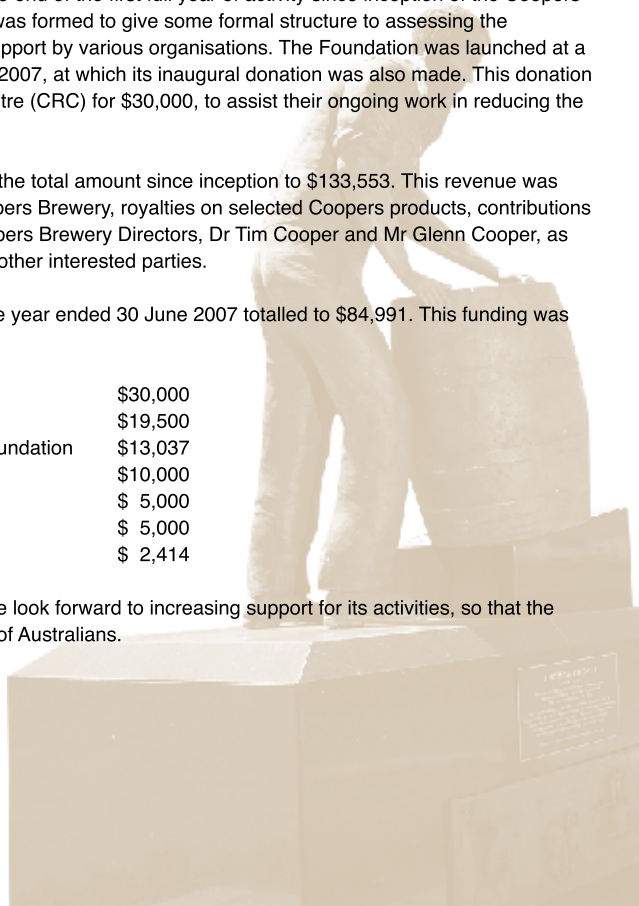 end of the first full year of activity since inception of the Coopers
was formed to give some formal structure to assessing the
pport by various organisations. The Foundation was launched at a
2007, at which its inaugural donation was also made. This donation
tre (CRC) for $30,000, to assist their ongoing work in reducing the
the total amount since inception to $133,553. This revenue was
pers Brewery, royalties on selected Coopers products, contributions
pers Brewery Directors, Dr Tim Cooper and Mr Glenn Cooper, as
other interested parties.
e year ended 30 June 2007 totalled to $84,991. This funding was
$30,000
$19,500
undation $13,037
$10,000
$ 5,000
$ 5,000
$ 2,414
e look forward to increasing support for its activities, so that the
of Australians.